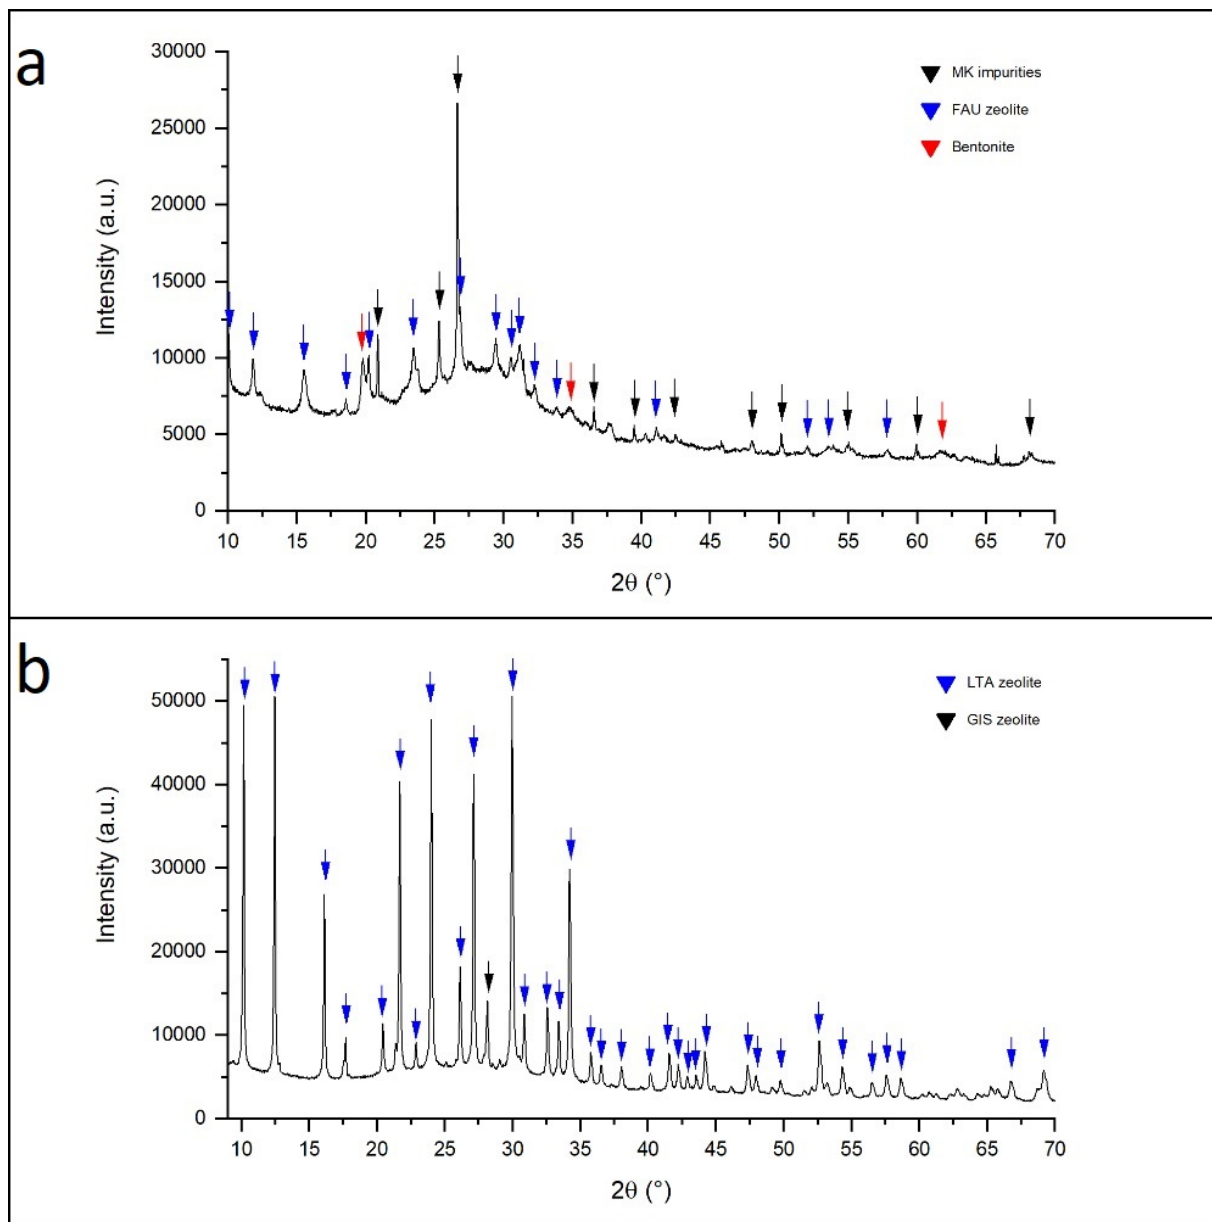 a
30000
25000
20000
15000
10000
5000
0
Intensity (a.u.)
MK impurities
FAU zeolite
Bentonite
10 15 20 25 30 35 40 45 50 55 60 65 70
2θ (°)
b
50000
40000
30000
20000
10000
0
Intensity (a.u.)
LTA zeolite
GIS zeolite
10 15 20 25 30 35 40 45 50 55 60 65 70
2θ (°)